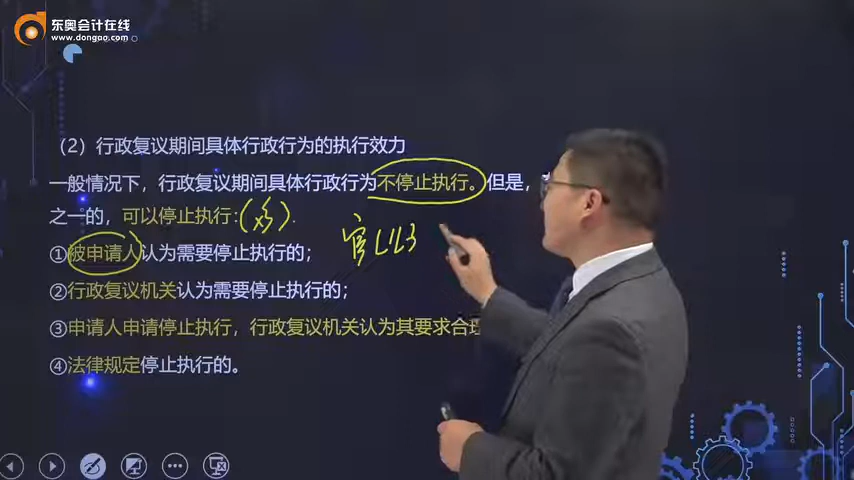 东奥会计在线
www.dongao.com
（2）行政复议期间具体行政行为的执行效力
一般情况下，行政复议期间具体行政行为不停止执行。但是，
之一的，可以停止执行：
①被申请人认为需要停止执行的；
②行政复议机关认为需要停止执行的；
③申请人申请停止执行，行政复议机关认为其要求合理
④法律规定停止执行的。